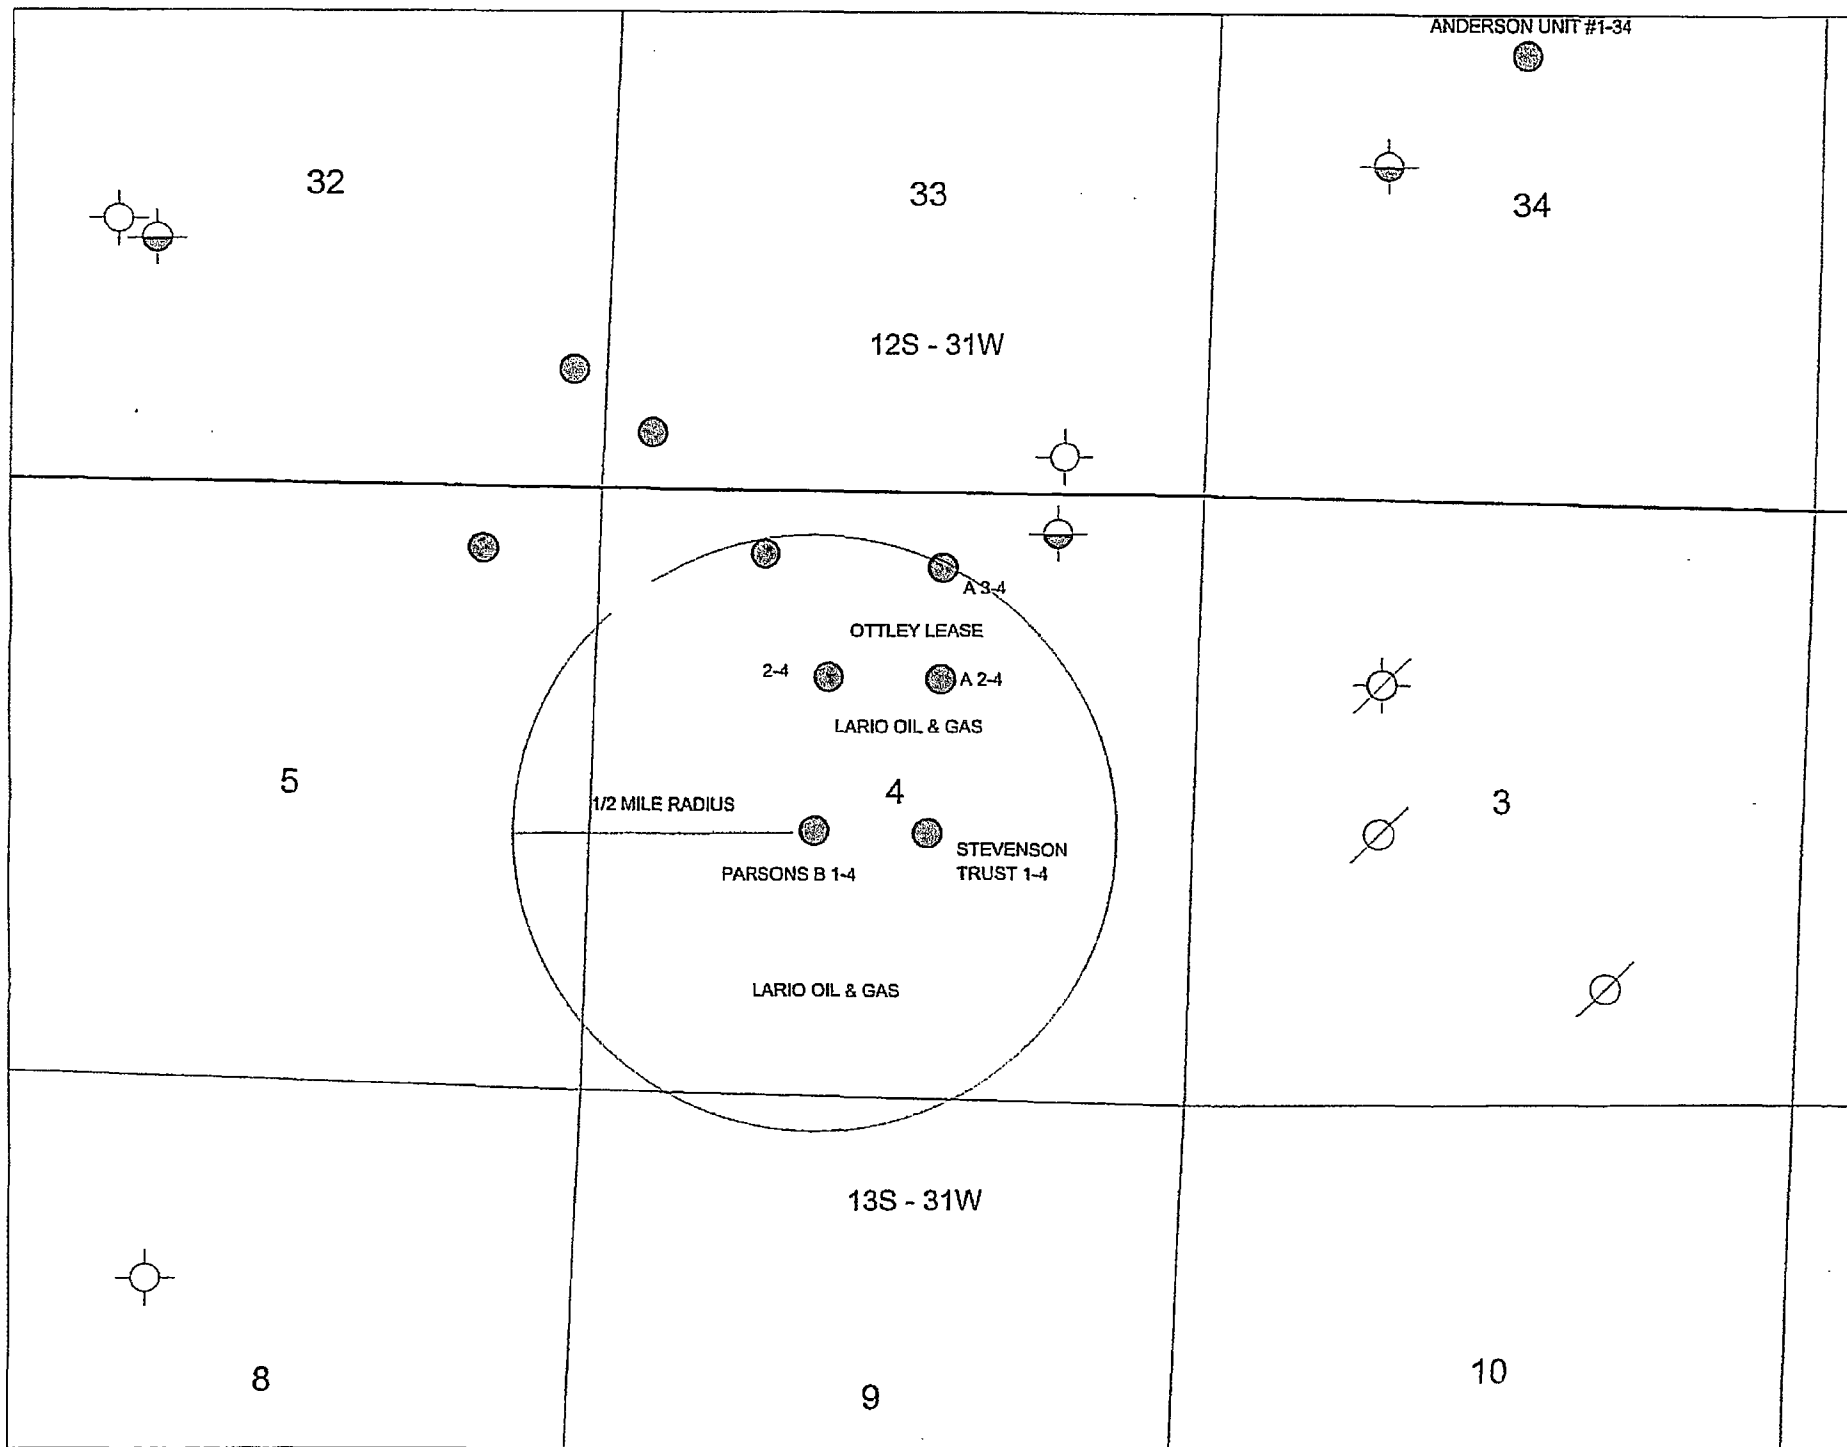 ANDERSON UNIT #1-34
32
33
34
12S - 31W
A 3-4
OTTLEY LEASE
2-4
A 2-4
LARIO OIL & GAS
5
4
3
1/2 MILE RADIUS
STEVENSON
TRUST 1-4
PARSONS B 1-4
LARIO OIL & GAS
13S - 31W
8
9
10